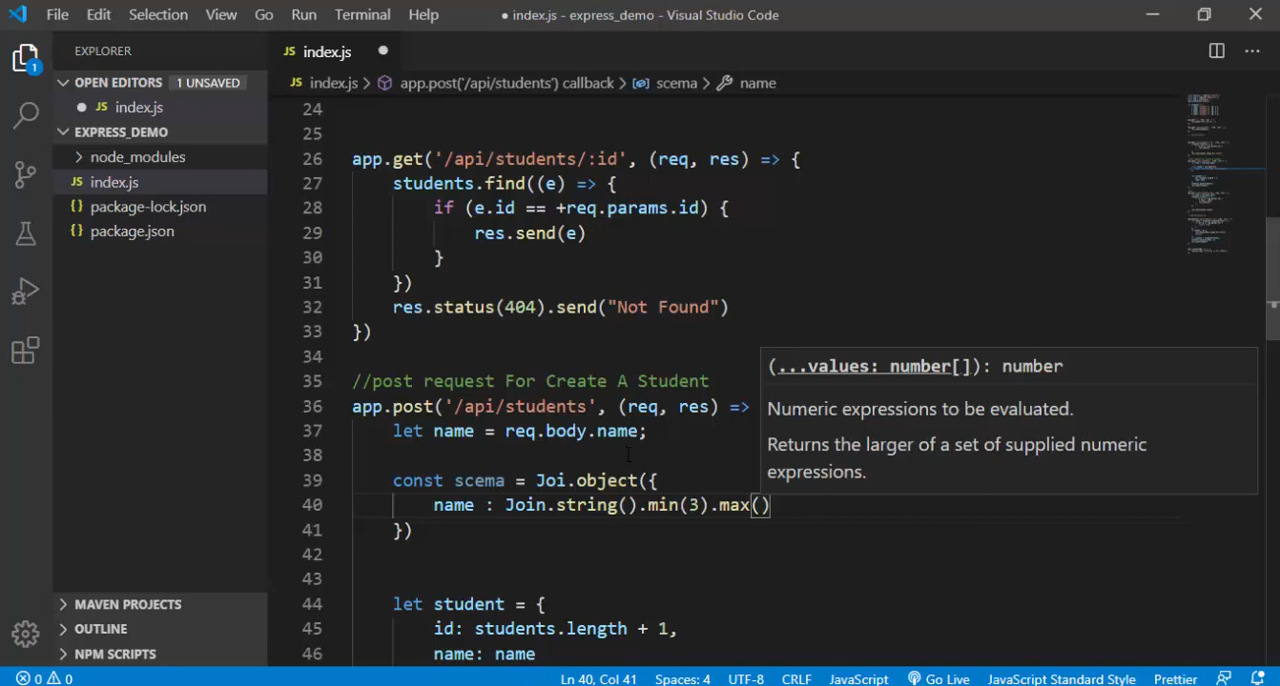 File Edit Selection View Go Run Terminal Help ● index.js - express_demo - Visual Studio Code
EXPLORER
JS index.js ●
OPEN EDITORS 1 UNSAVED
JS index.js > app.post('/api/students') callback > scema > name
● JS index.js
EXPRESS_DEMO
node_modules
JS index.js
{} package-lock.json
{} package.json
1
MAVEN PROJECTS
OUTLINE
NPM SCRIPTS
24
25
26 app.get('/api/students/:id', (req, res) => {
27 students.find((e) => {
28 if (e.id == +req.params.id) {
29 res.send(e)
30 }
31 })
32 res.status(404).send("Not Found")
33 })
34
35 //post request For Create A Student
36 app.post('/api/students', (req, res) =>
37 let name = req.body.name;
38
39 const scema = Joi.object({
40 name : Join.string().min(3).max()
41 })
42
43
44 let student = {
45 id: students.length + 1,
46 name: name
(...values: number[]): number
Numeric expressions to be evaluated.
Returns the larger of a set of supplied numeric
expressions.
0 0 Ln 40, Col 41 Spaces: 4 UTF-8 CRLF JavaScript Go Live JavaScript Standard Style Prettier